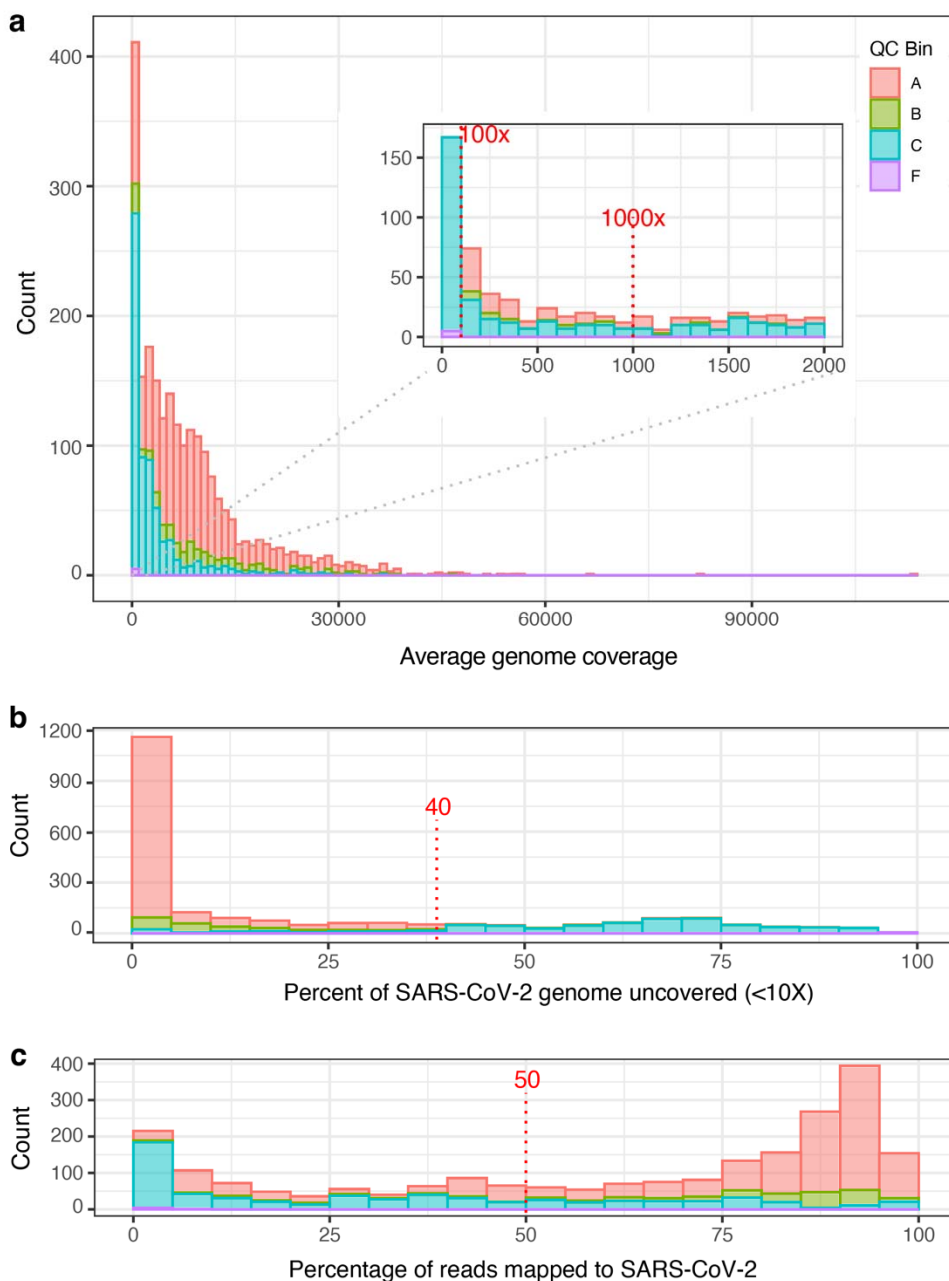 a
QC Bin
A
B
C
F
400
300
200
100
0
Count
150
100
50
0
100x
1000x
0 500 1000 1500 2000
0 30000 60000 90000
Average genome coverage
b
1200
900
600
300
0
Count
40
0 25 50 75 100
Percent of SARS-CoV-2 genome uncovered (<10X)
c
400
300
200
100
0
Count
50
0 25 50 75 100
Percentage of reads mapped to SARS-CoV-2